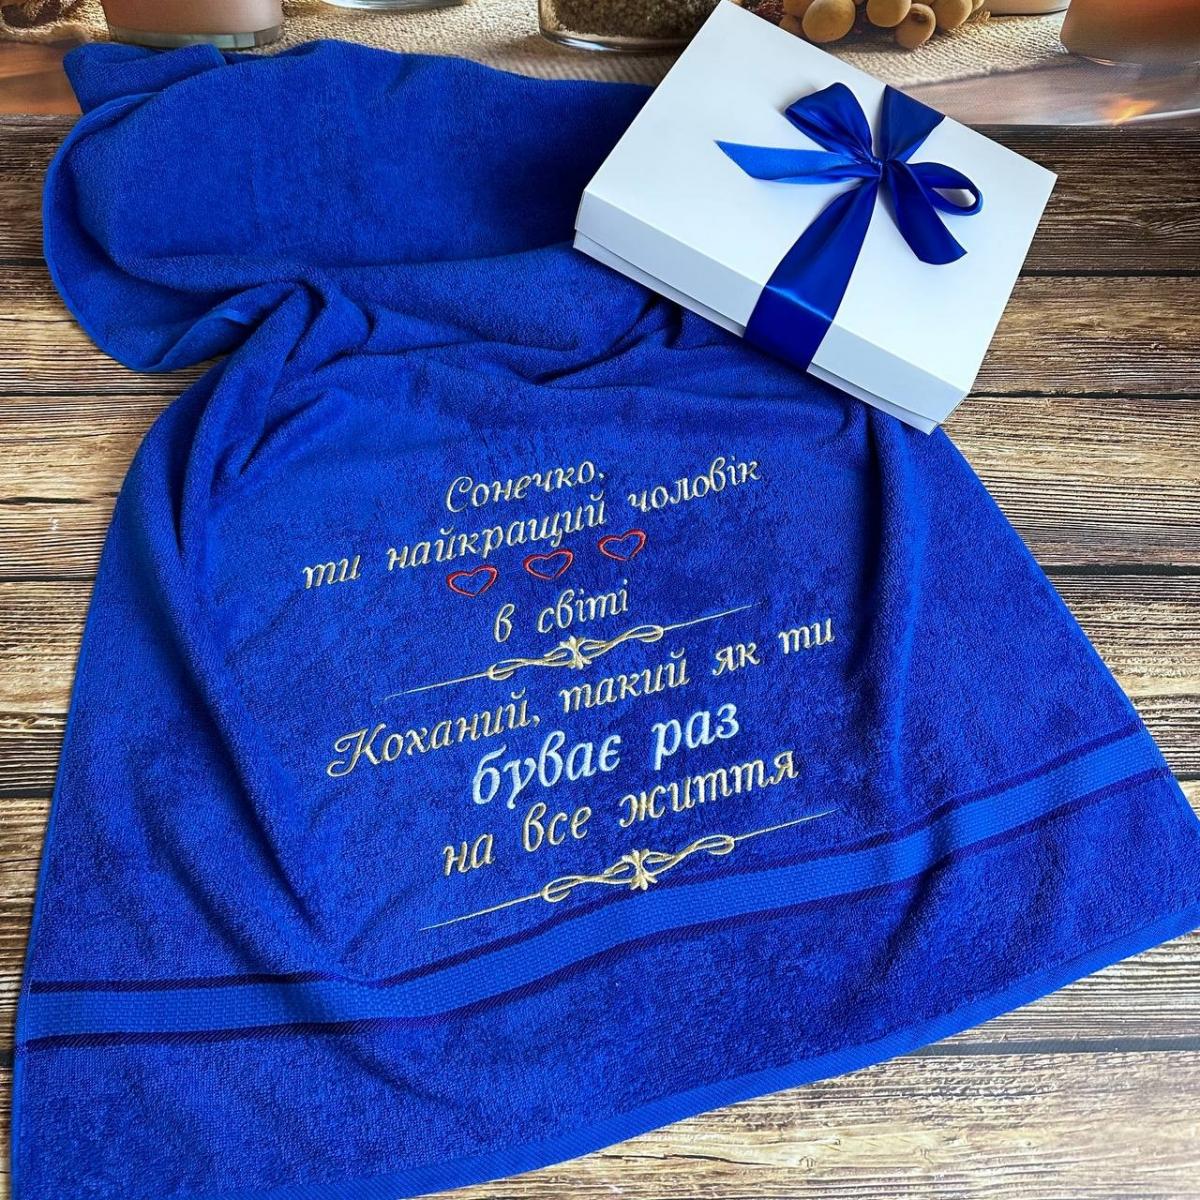 Сонечко,
ти найкращий чоловік
в світі
Коханий, такий як ти
буває раз
на все життя